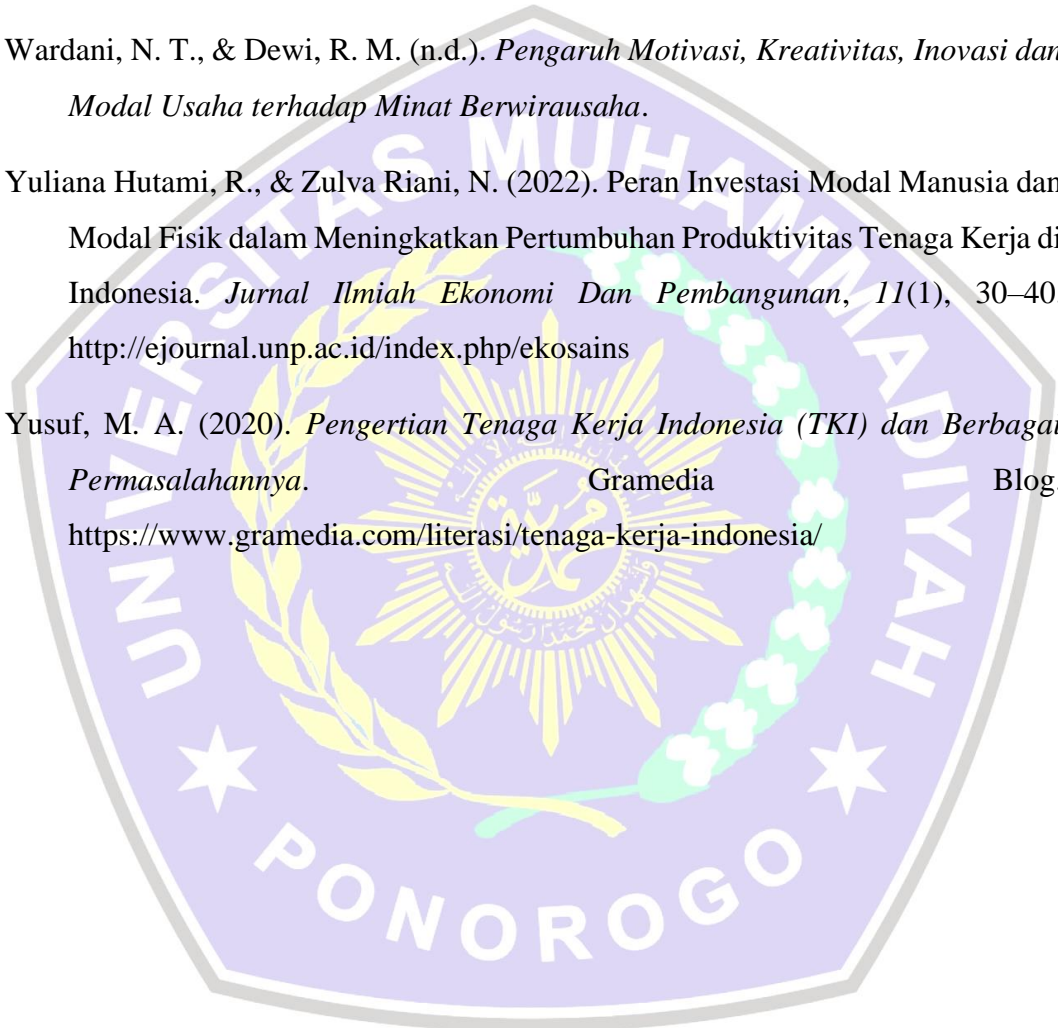 Wardani, N. T., & Dewi, R. M. (n.d.). Pengaruh Motivasi, Kreativitas, Inovasi dan
Modal Usaha terhadap Minat Berwirausaha.
Yuliana Hutami, R., & Zulva Riani, N. (2022). Peran Investasi Modal Manusia dan
Modal Fisik dalam Meningkatkan Pertumbuhan Produktivitas Tenaga Kerja di
Indonesia. Jurnal Ilmiah Ekonomi Dan Pembangunan, 11(1), 30–40.
http://ejournal.unp.ac.id/index.php/ekosains
Yusuf, M. A. (2020). Pengertian Tenaga Kerja Indonesia (TKI) dan Berbagai
Permasalahannya. Gramedia Blog.
https://www.gramedia.com/literasi/tenaga-kerja-indonesia/
UNIVERSITAS MUHAMMADIYAH
PONOROGO